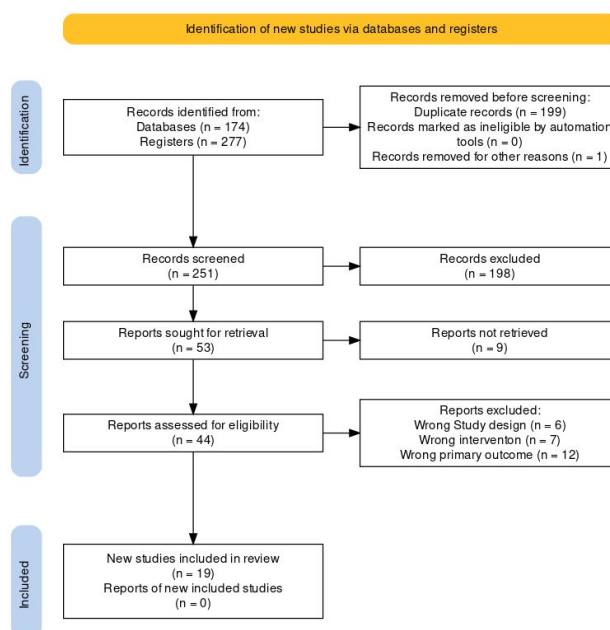 Identification of new studies via databases and registers
Identification
Records identified from:
Databases (n = 174)
Registers (n = 277)
Records removed before screening:
Duplicate records (n = 199)
Records marked as ineligible by automation
tools (n = 0)
Records removed for other reasons (n = 1)
Screening
Records screened
(n = 251)
Records excluded
(n = 198)
Reports sought for retrieval
(n = 53)
Reports not retrieved
(n = 9)
Reports assessed for eligibility
(n = 44)
Reports excluded:
Wrong Study design (n = 6)
Wrong interventon (n = 7)
Wrong primary outcome (n = 12)
Included
New studies included in review
(n = 19)
Reports of new included studies
(n = 0)